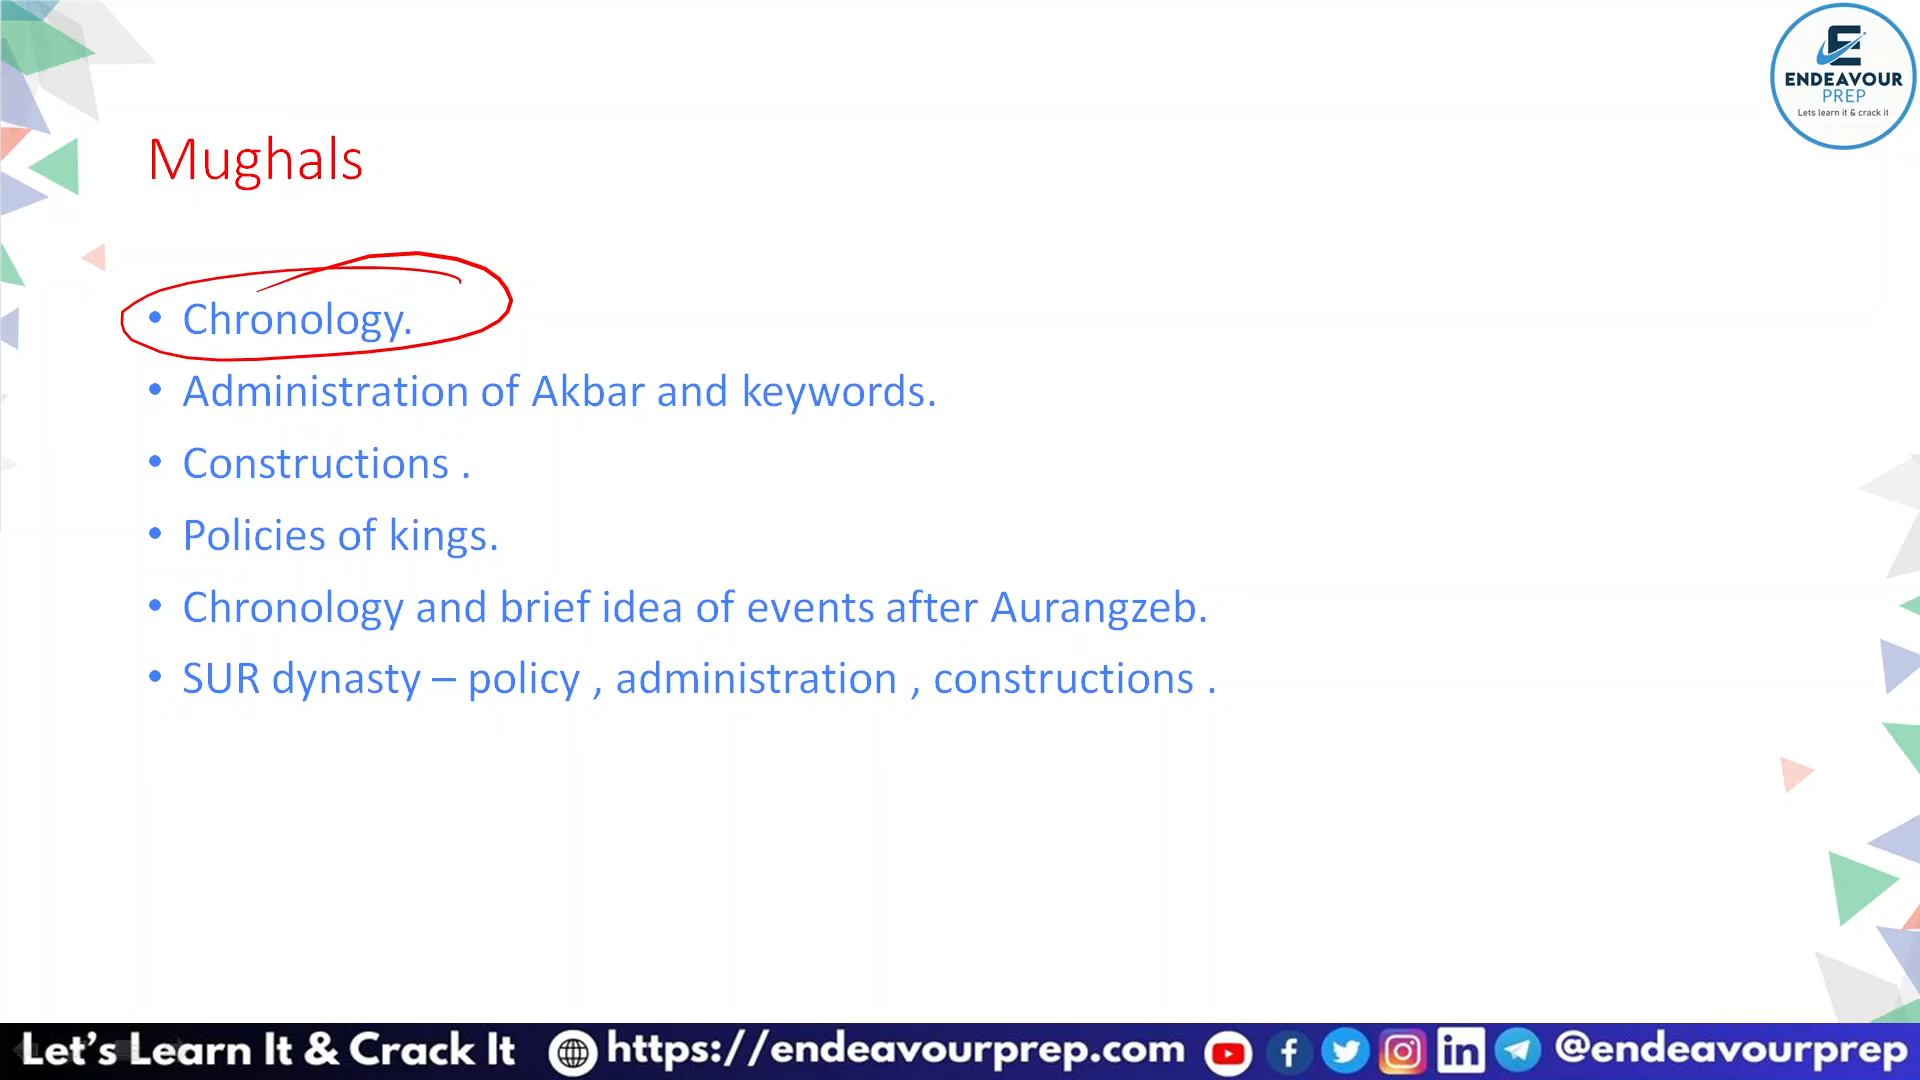 ENDEAVOUR
PREP
Lets learn it & crack it
Mughals
• Chronology.
• Administration of Akbar and keywords.
• Constructions .
• Policies of kings.
• Chronology and brief idea of events after Aurangzeb.
• SUR dynasty – policy , administration , constructions .
Let's Learn It & Crack It https://endeavourprep.com @endeavourprep